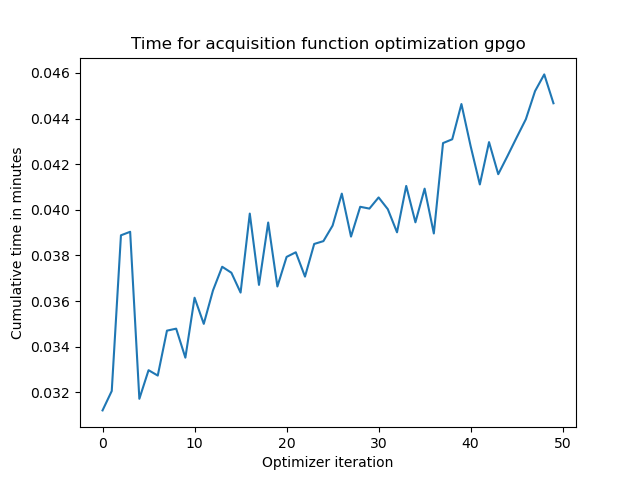 Time for acquisition function optimization gpgo
0.046
0.044
0.042
0.040
0.038
0.036
0.034
0.032
Cumulative time in minutes
0 10 20 30 40 50
Optimizer iteration